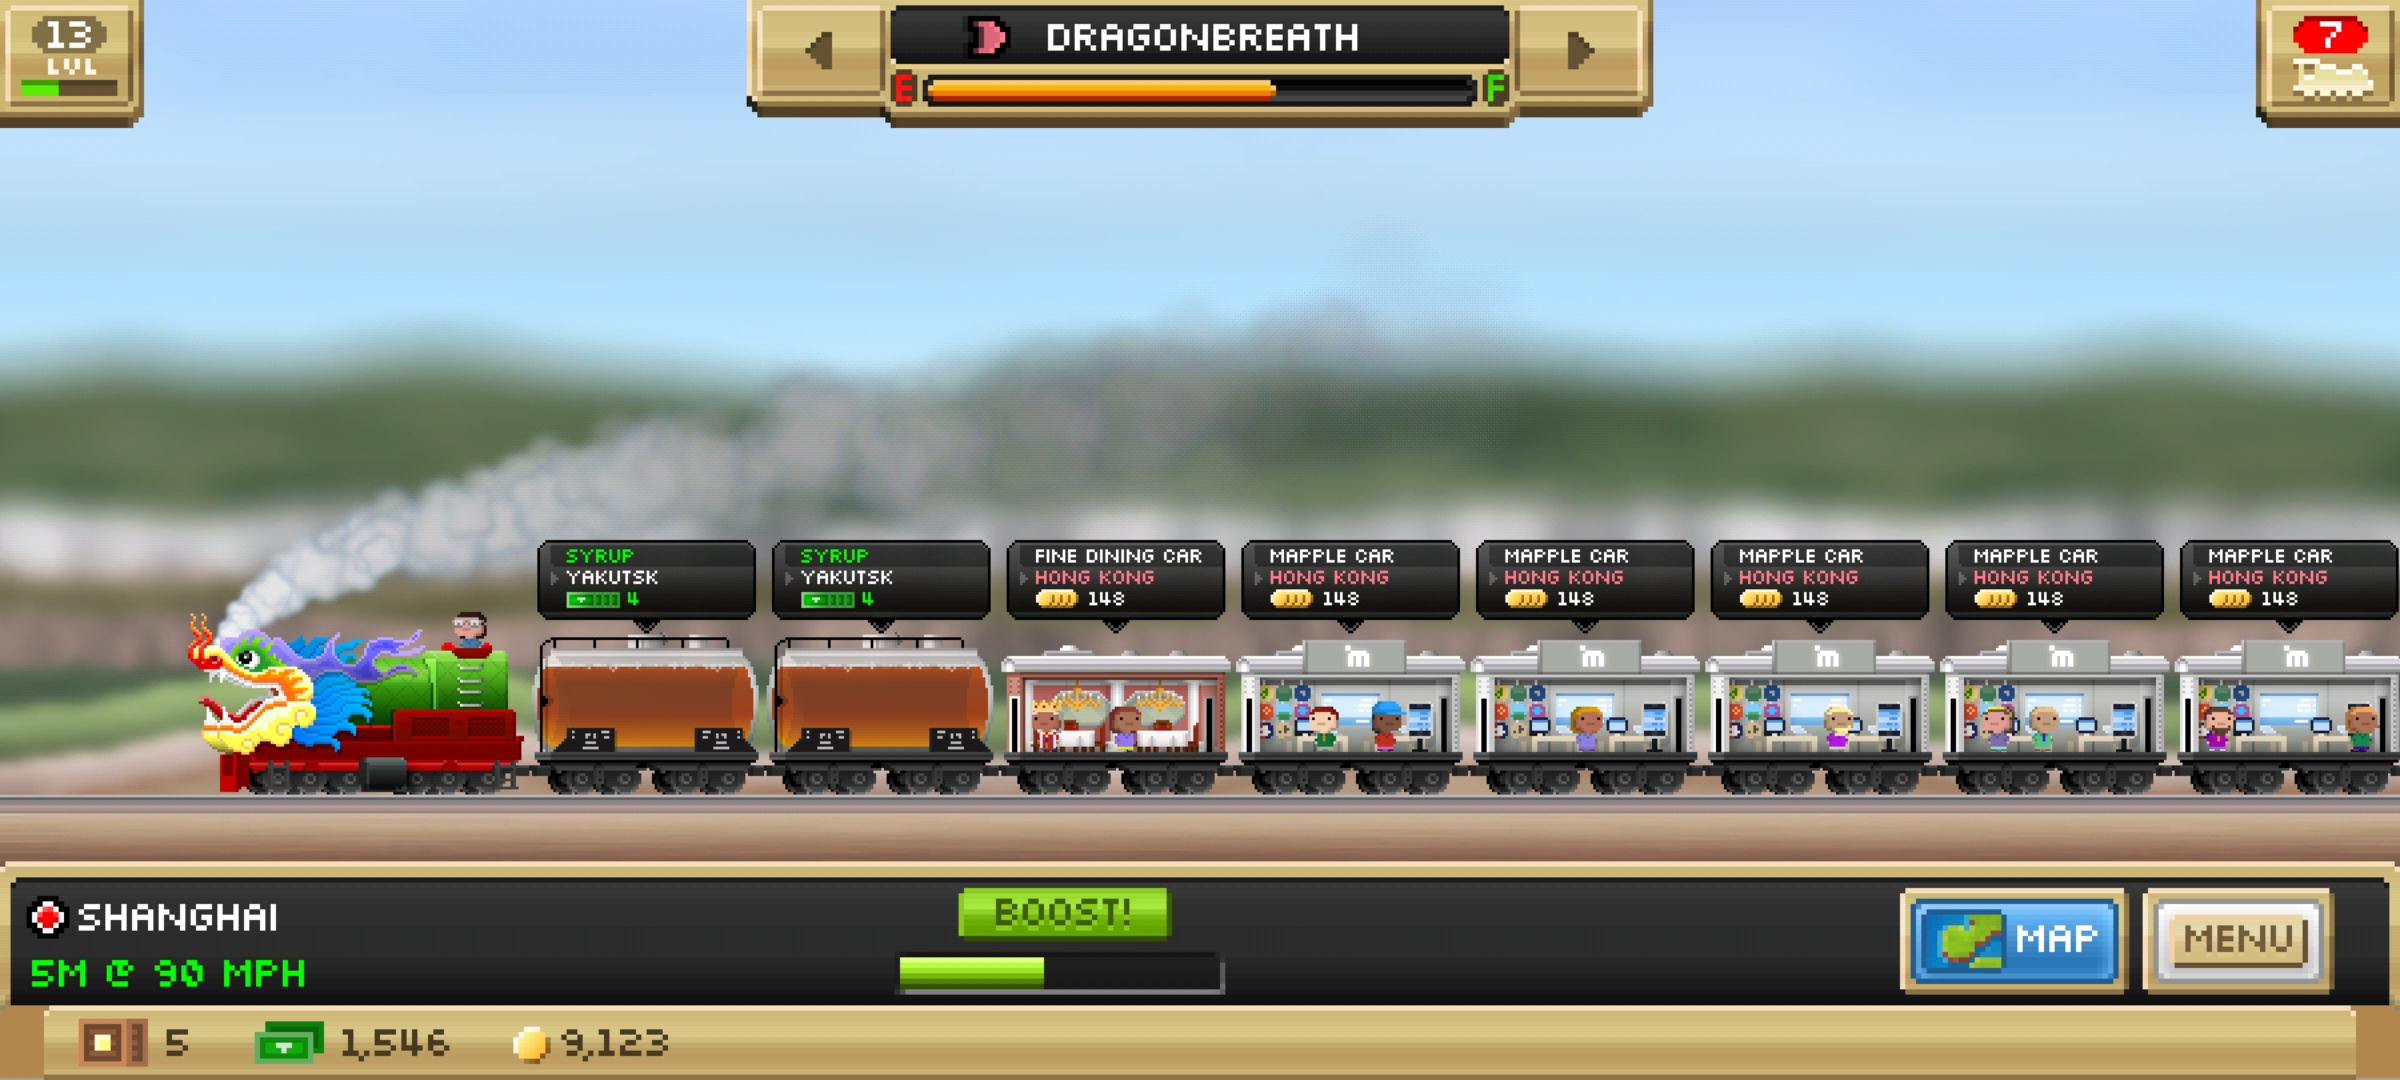 13
LVL
DRAGONBREATH
E F
7
SYRUP
YAKUTSK
4
SYRUP
YAKUTSK
4
FINE DINING CAR
HONG KONG
148
MAPPLE CAR
HONG KONG
148
MAPPLE CAR
HONG KONG
148
MAPPLE CAR
HONG KONG
148
MAPPLE CAR
HONG KONG
148
MAPPLE CAR
HONG KONG
148
m
m
m
m
m
SHANGHAI
5M @ 90 MPH
BOOST!
MAP
MENU
5
1,546
9,123